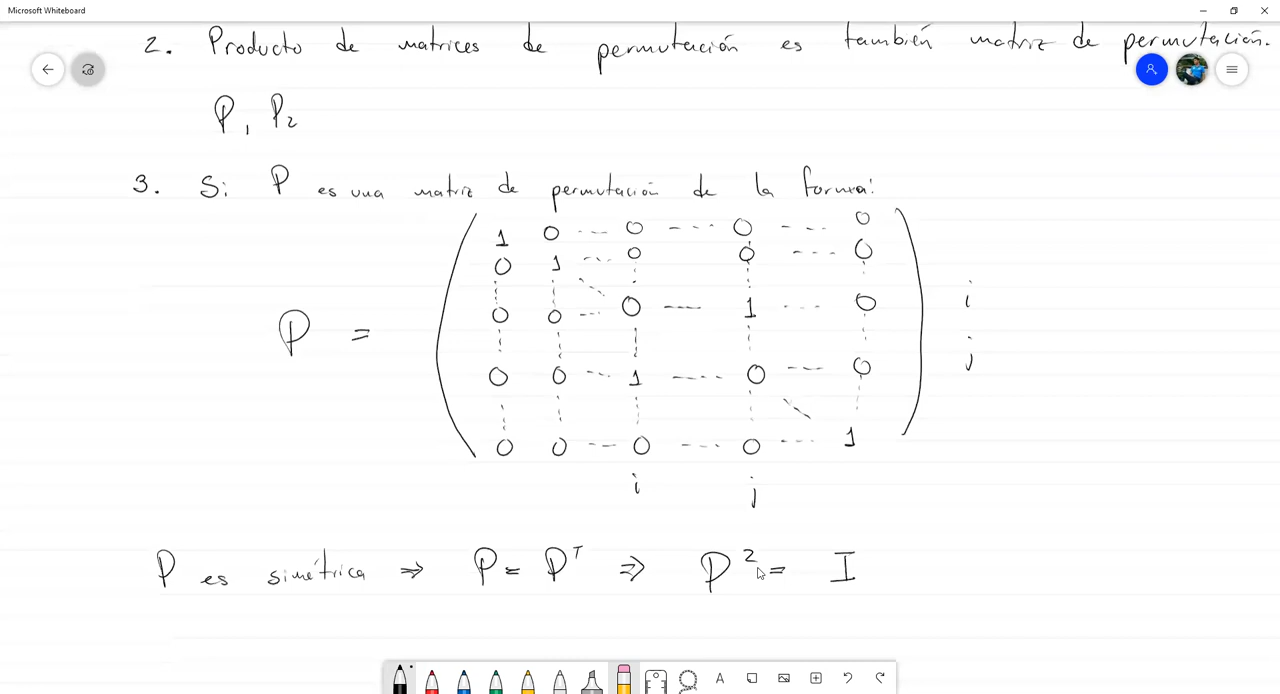 Microsoft Whiteboard
2. Producto de matrices de permutación es también matriz de permutación.
P₁ P₂
3. Si P es una matriz de permutación de la forma:
1 0 --- 0 --- 0 --- 0
0 1 --- 0 0 --- 0
0 0 --- 0 --- 1 --- 0 i
P =
j
0 0 --- 1 --- 0 --- 0
0 0 --- 0 --- 0 --- 1
i j
P es simétrica ⇒ P = Pᵀ ⇒ P² = I
A